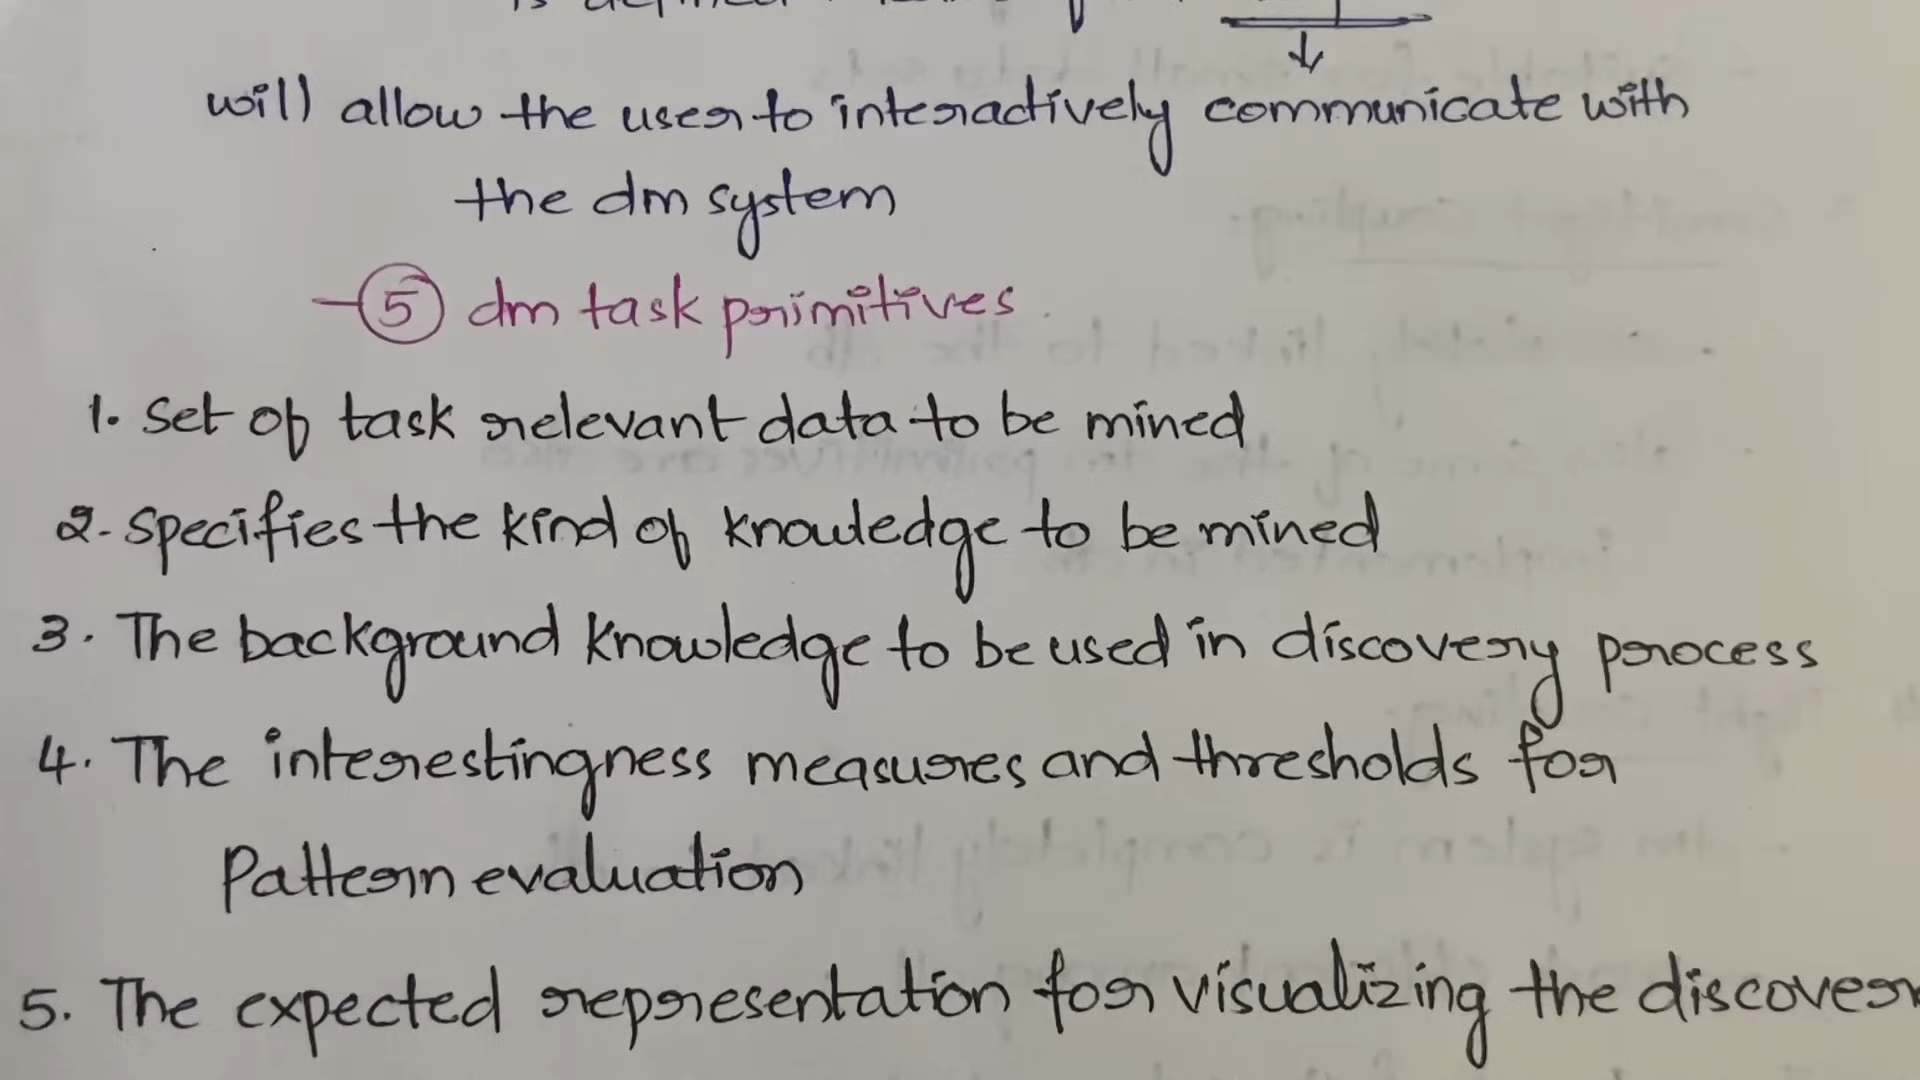 is defined
will allow the user to interactively communicate with
the dm system
- 5 dm task primitives.
1. Set of task relevant data to be mined
2. specifies the kind of knowledge to be mined
3. The background knowledge to be used in discovery process
4. The interestingness measures and thresholds for
Pattern evaluation
5. The expected representation for visualizing the discover